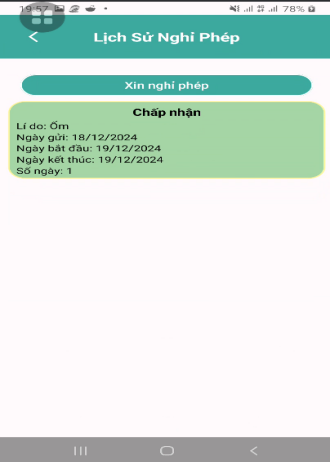 19:57
78%
Lịch Sử Nghỉ Phép
Xin nghỉ phép
Chấp nhận
Lí do: Ốm
Ngày gửi: 18/12/2024
Ngày bắt đầu: 19/12/2024
Ngày kết thúc: 19/12/2024
Số ngày: 1